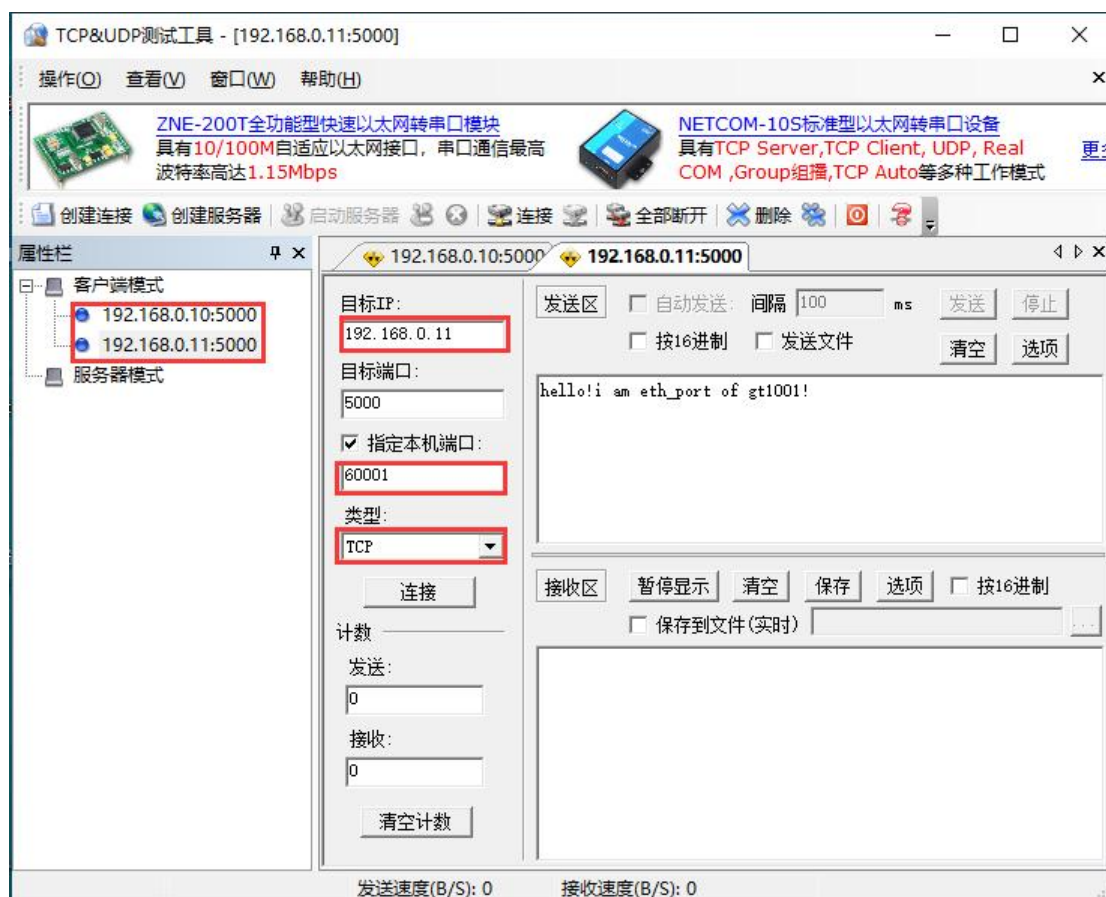 TCP&UDP测试工具 - [192.168.0.11:5000]
操作(O) 查看(V) 窗口(W) 帮助(H)
ZNE-200T全功能型快速以太网转串口模块
具有10/100M自适应以太网接口，串口通信最高
波特率高达1.15Mbps
NETCOM-10S标准型以太网转串口设备
具有TCP Server,TCP Client, UDP, Real
COM ,Group组播,TCP Auto等多种工作模式
创建连接 创建服务器 启动服务器 连接 全部断开 删除
属性栏
客户端模式
192.168.0.10:5000
192.168.0.11:5000
服务器模式
192.168.0.10:5000 192.168.0.11:5000
目标IP:
192.168.0.11
目标端口:
5000
指定本机端口:
60001
类型:
TCP
连接
计数
发送:
0
接收:
0
清空计数
发送区 自动发送: 间隔 100 ms 发送 停止
按16进制 发送文件 清空 选项
hello!i am eth_port of gt1001!
接收区 暂停显示 清空 保存 选项 按16进制
保存到文件(实时) ...
发送速度(B/S): 0 接收速度(B/S): 0